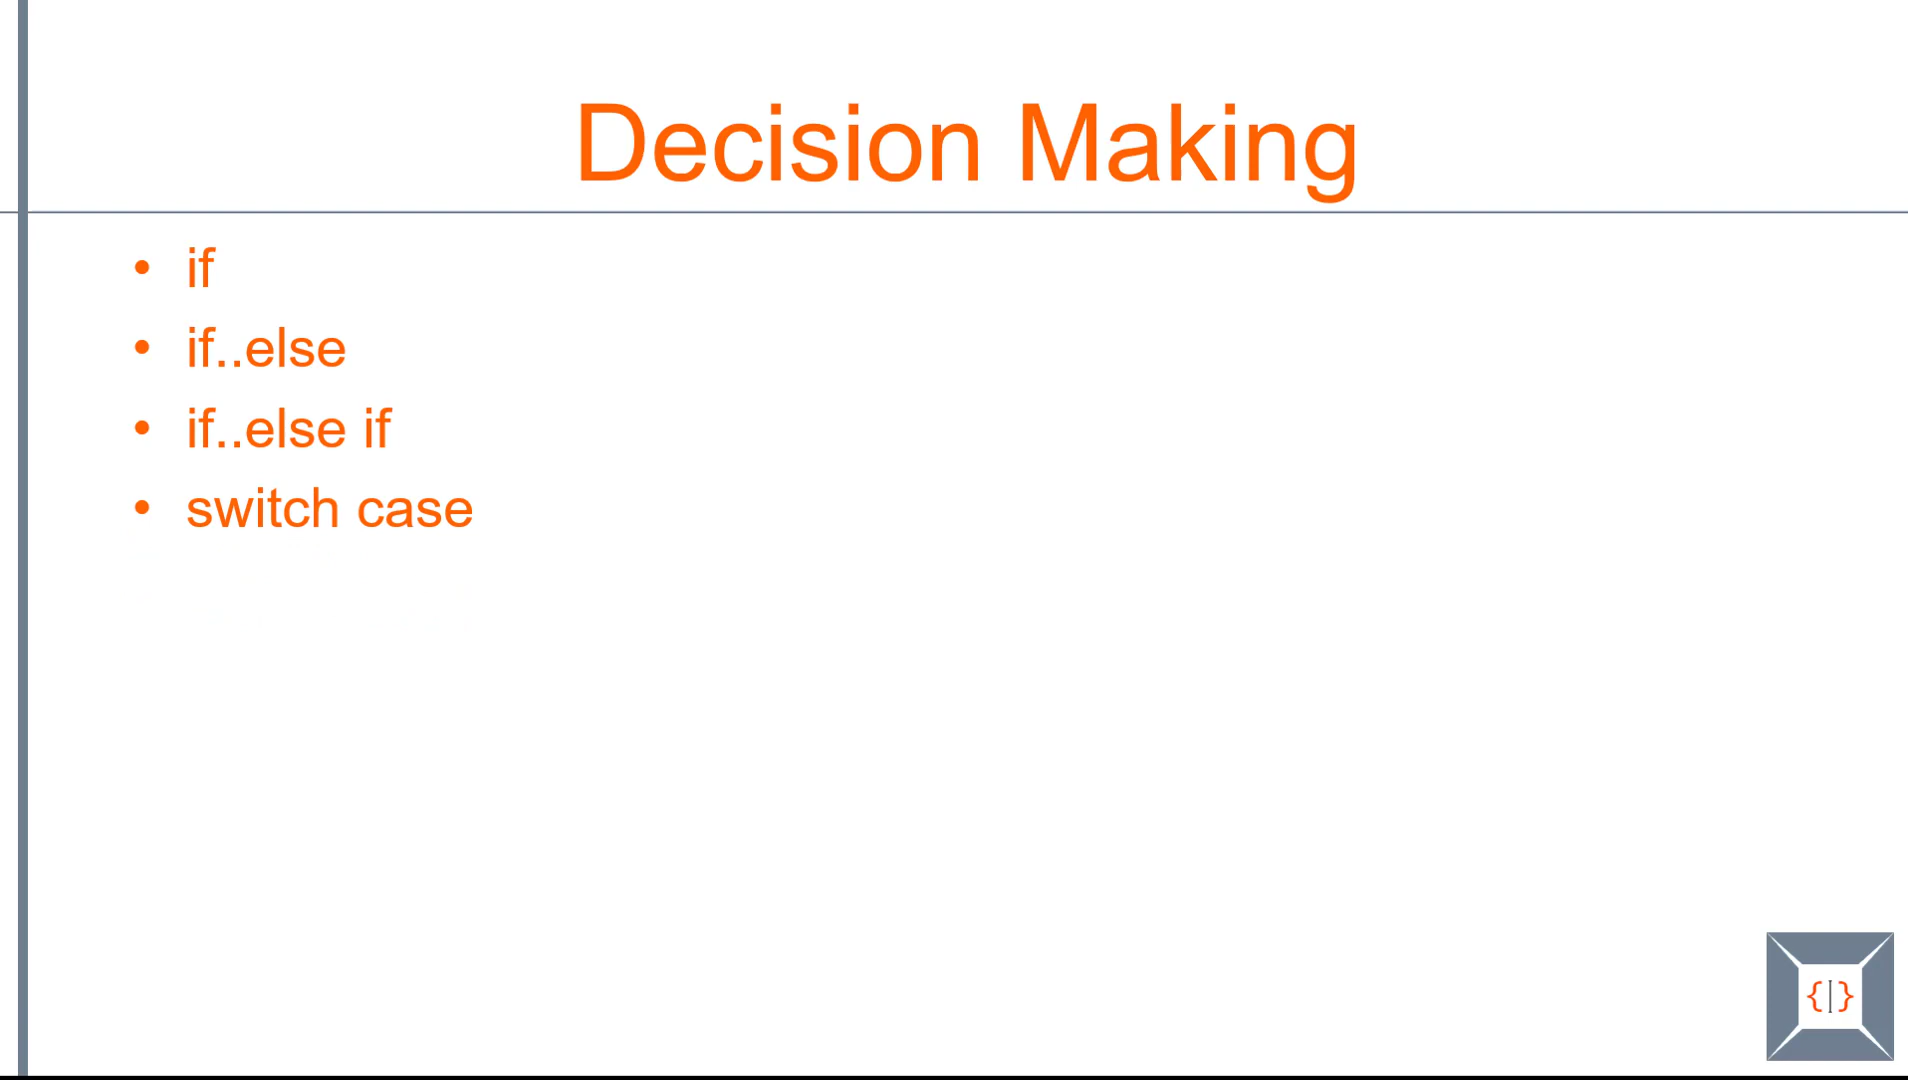 Decision Making
• if
• if..else
• if..else if
• switch case
{|}